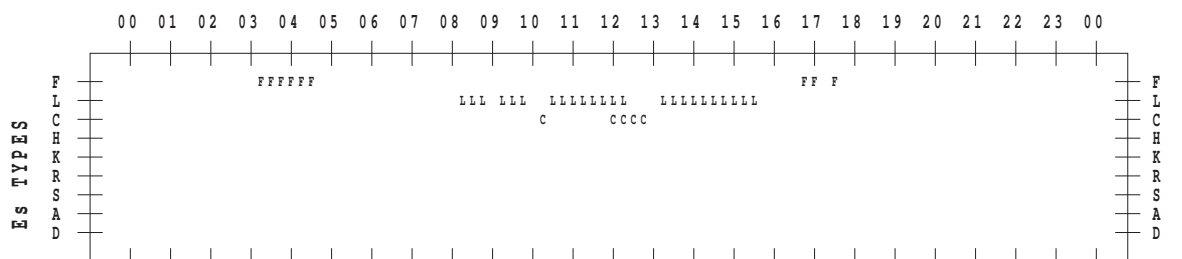 00 01 02 03 04 05 06 07 08 09 10 11 12 13 14 15 16 17 18 19 20 21 22 23 00
F FFFFFF FF F F
L LLL LLL LLLLLLLL LLLLLLLLLL L
C C CCCC C
H H
K K
R R
S S
A A
D D
Es TYPES